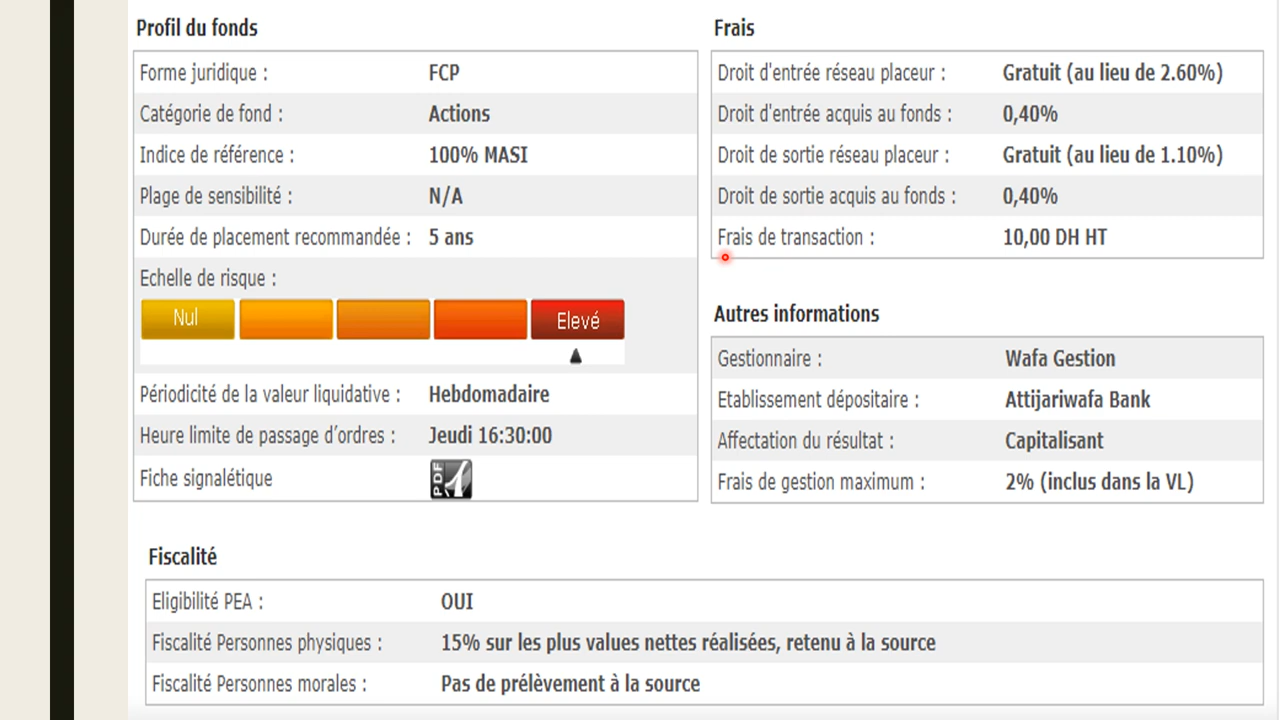 Profil du fonds
Forme juridique : FCP
Catégorie de fond : Actions
Indice de référence : 100% MASI
Plage de sensibilité : N/A
Durée de placement recommandée : 5 ans
Echelle de risque :
Nul Elevé
Périodicité de la valeur liquidative : Hebdomadaire
Heure limite de passage d'ordres : Jeudi 16:30:00
Fiche signalétique PDF
Frais
Droit d'entrée réseau placeur : Gratuit (au lieu de 2.60%)
Droit d'entrée acquis au fonds : 0,40%
Droit de sortie réseau placeur : Gratuit (au lieu de 1.10%)
Droit de sortie acquis au fonds : 0,40%
Frais de transaction : 10,00 DH HT
Autres informations
Gestionnaire : Wafa Gestion
Etablissement dépositaire : Attijariwafa Bank
Affectation du résultat : Capitalisant
Frais de gestion maximum : 2% (inclus dans la VL)
Fiscalité
Eligibilité PEA : OUI
Fiscalité Personnes physiques : 15% sur les plus values nettes réalisées, retenu à la source
Fiscalité Personnes morales : Pas de prélèvement à la source